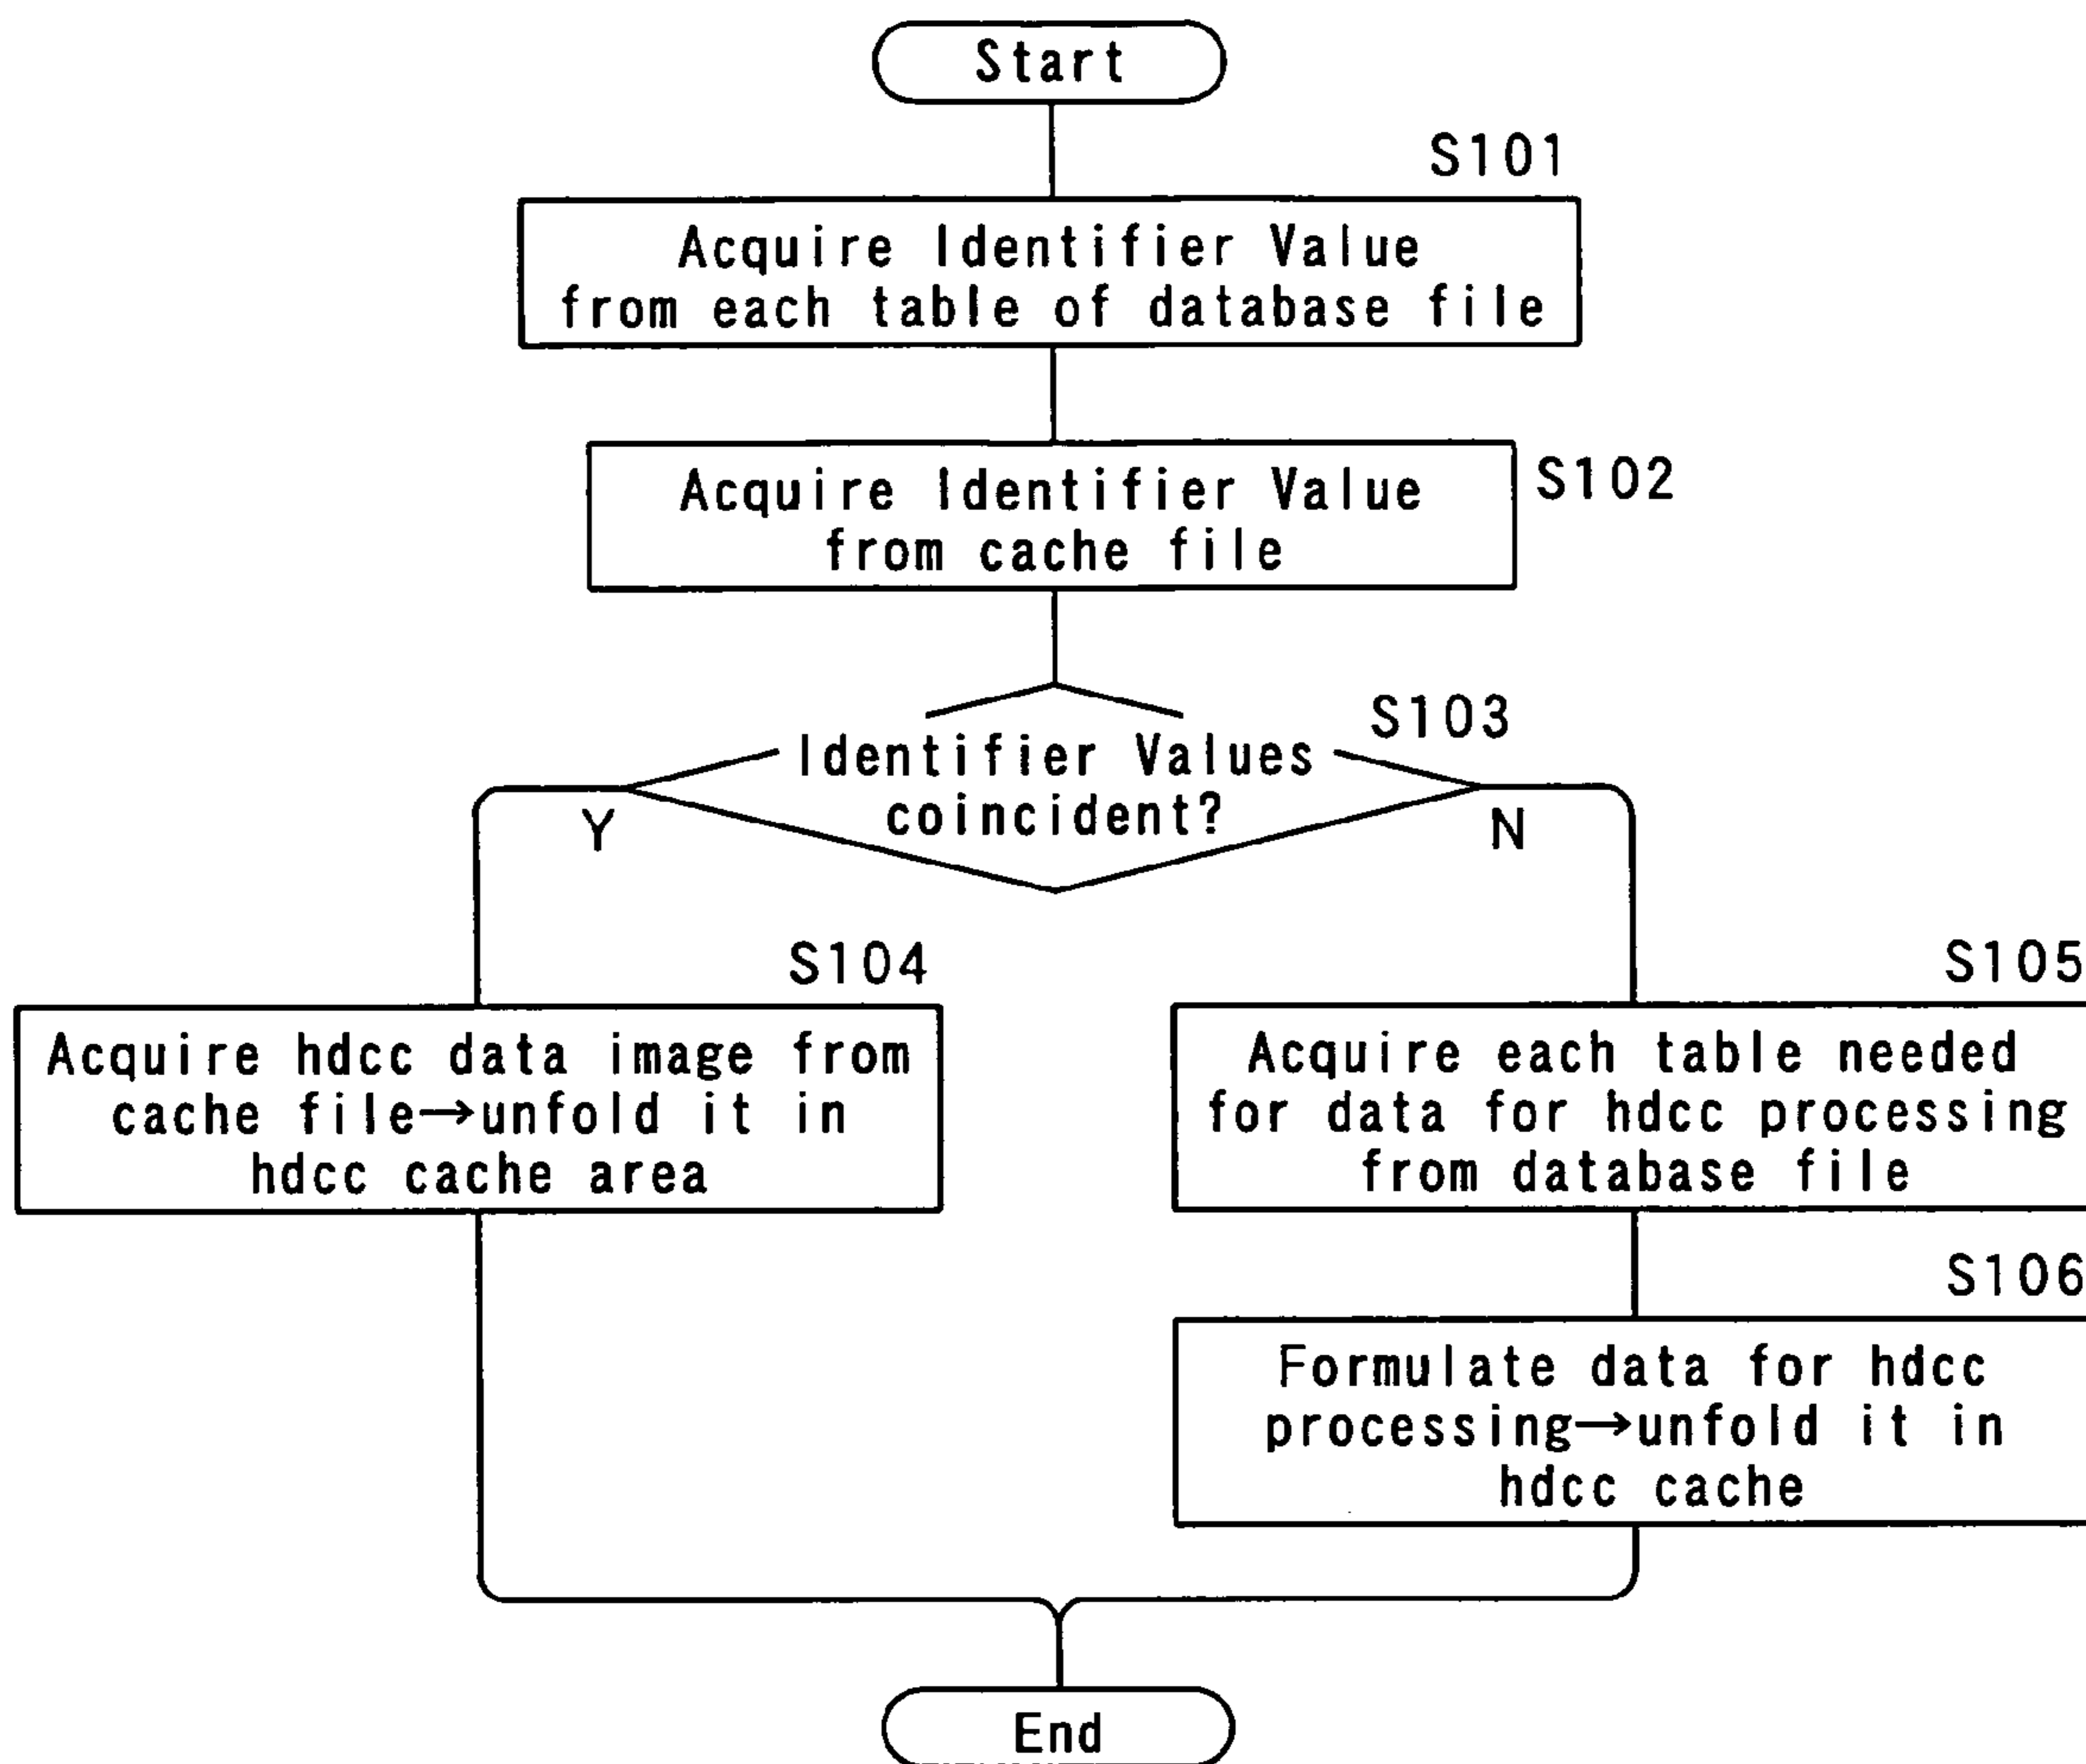 Start
S101
Acquire Identifier Value
from each table of database file
Acquire Identifier Value
from cache file
S102
S103
Identifier Values
coincident?
Y
N
S104
Acquire hdcc data image from
cache file→unfold it in
hdcc cache area
S105
Acquire each table needed
for data for hdcc processing
from database file
S106
Formulate data for hdcc
processing→unfold it in
hdcc cache
End